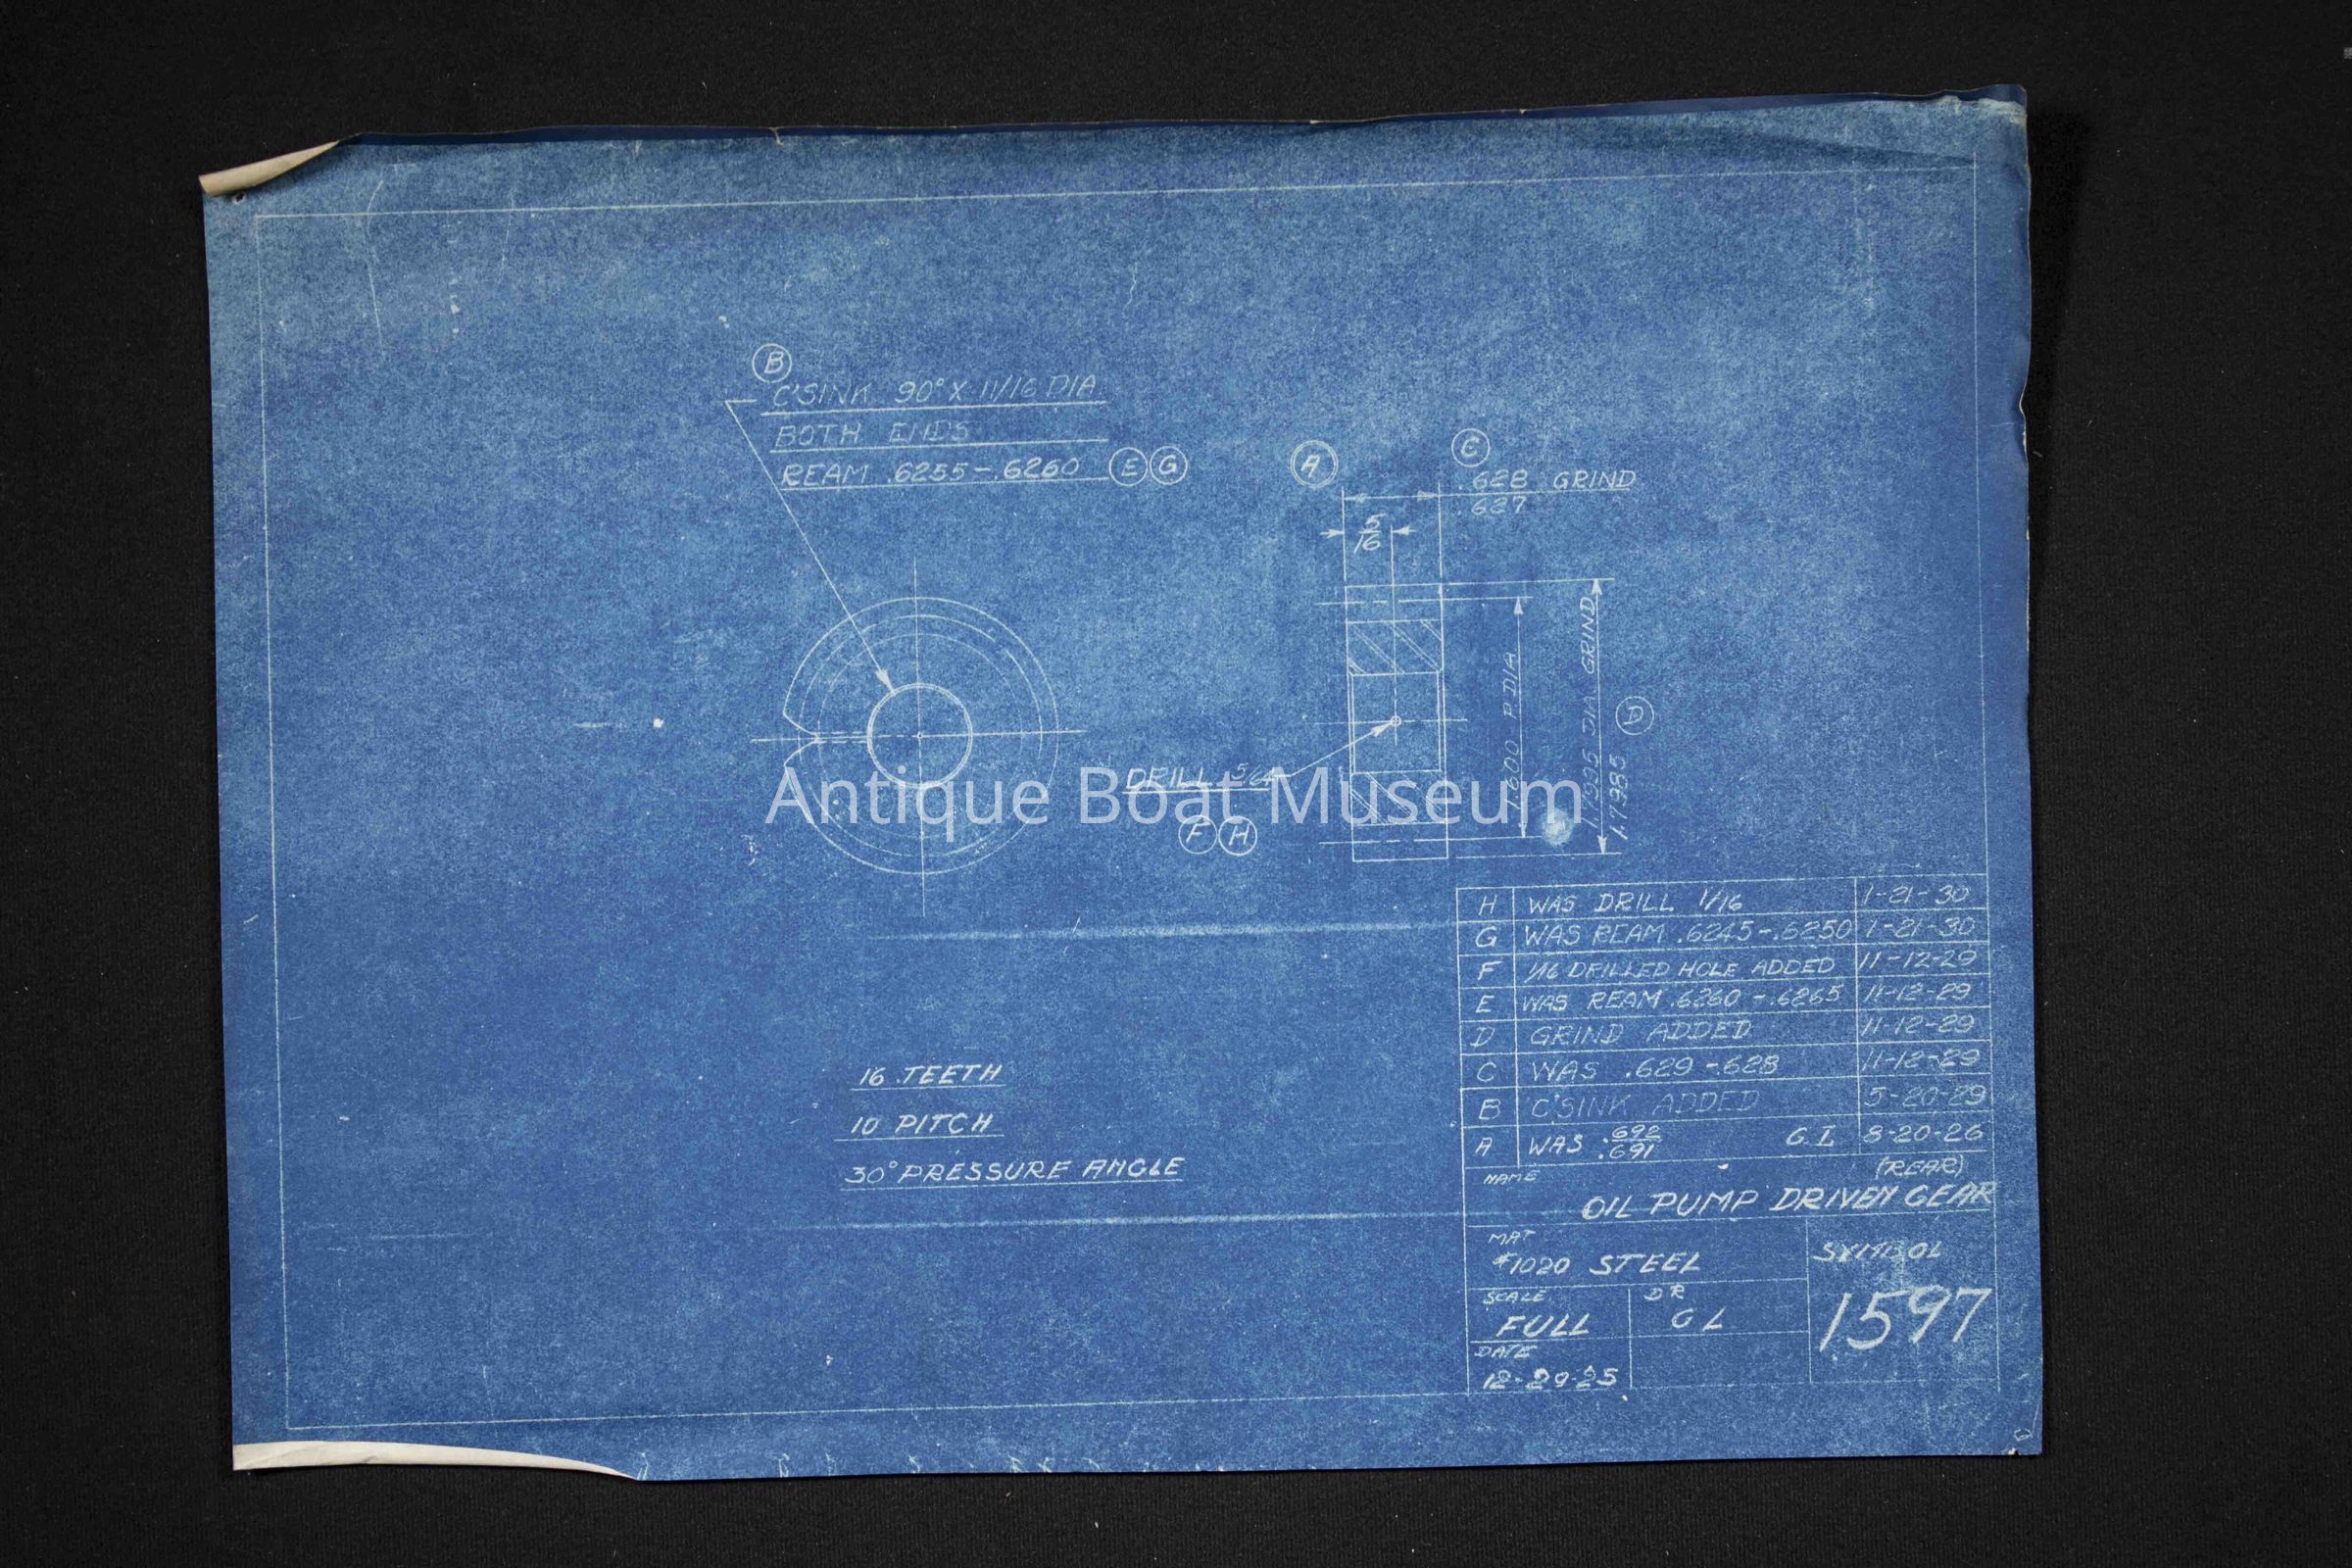 B
C'SINK 90° X 11/16 DIA
BOTH ENDS
REAM .6255-.6260 E G
A
C
.628 GRIND
.627
5/16
1.600 P. DIA
1.7995 DIA GRIND
1.7985
D
DRILL 5/64
F H
Antique Boat Museum
16 TEETH
10 PITCH
30° PRESSURE ANGLE
H WAS DRILL 1/16 1-21-30
G WAS REAM .6245-.6250 1-21-30
F 1/16 DRILLED HOLE ADDED 11-12-29
E WAS REAM .6260-.6265 11-12-29
D GRIND ADDED 11-12-29
C WAS .629-.628 11-12-29
B C'SINK ADDED 5-20-29
A WAS .692/.691 G.L 8-20-26
NAME (REAR)
OIL PUMP DRIVEN GEAR
MAT
#1020 STEEL
SYMBOL
1597
SCALE
FULL
DR
G L
DATE
12-29-25